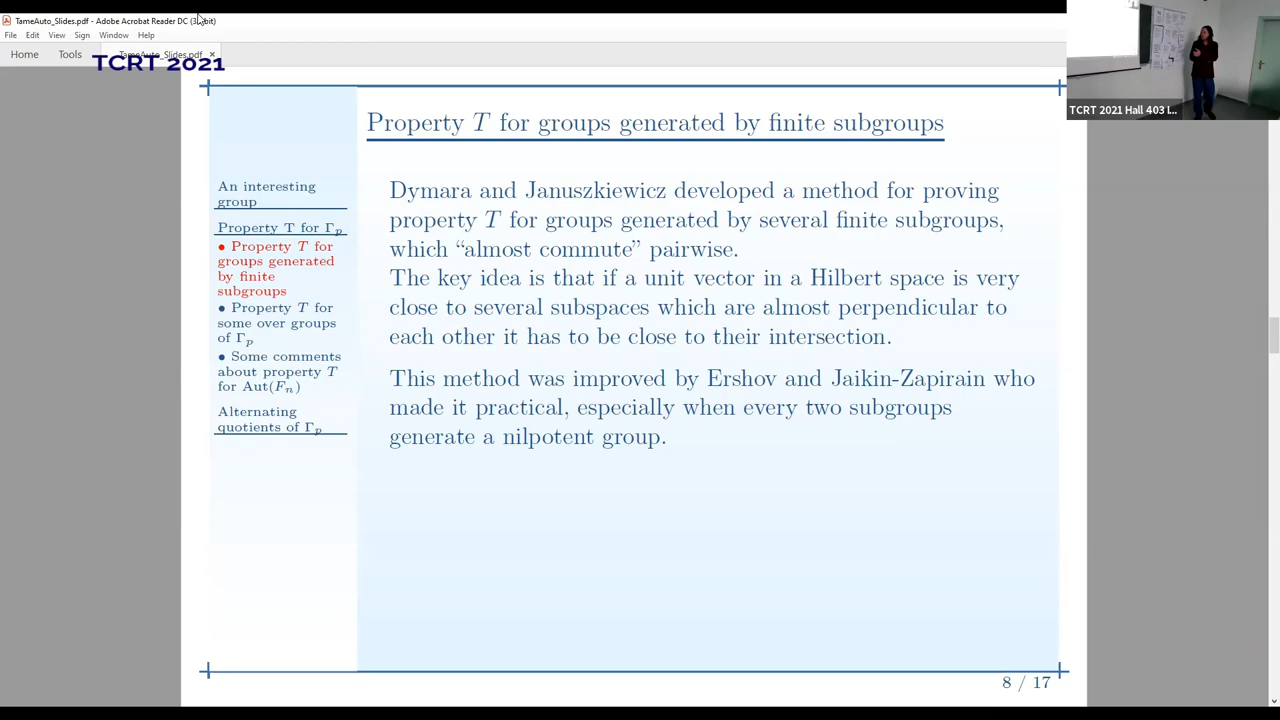 TameAuto_Slides.pdf - Adobe Acrobat Reader DC (32-bit)
File Edit View Sign Window Help
Home Tools TameAuto_Slides.pdf ×
TCRT 2021
TCRT 2021 Hall 403 I...
Property T for groups generated by finite subgroups
An interesting
group
Property T for Γp
• Property T for
groups generated
by finite
subgroups
• Property T for
some over groups
of Γp
• Some comments
about property T
for Aut(Fn)
Alternating
quotients of Γp
Dymara and Januszkiewicz developed a method for proving
property T for groups generated by several finite subgroups,
which “almost commute” pairwise.
The key idea is that if a unit vector in a Hilbert space is very
close to several subspaces which are almost perpendicular to
each other it has to be close to their intersection.
This method was improved by Ershov and Jaikin-Zapirain who
made it practical, especially when every two subgroups
generate a nilpotent group.
8 / 17